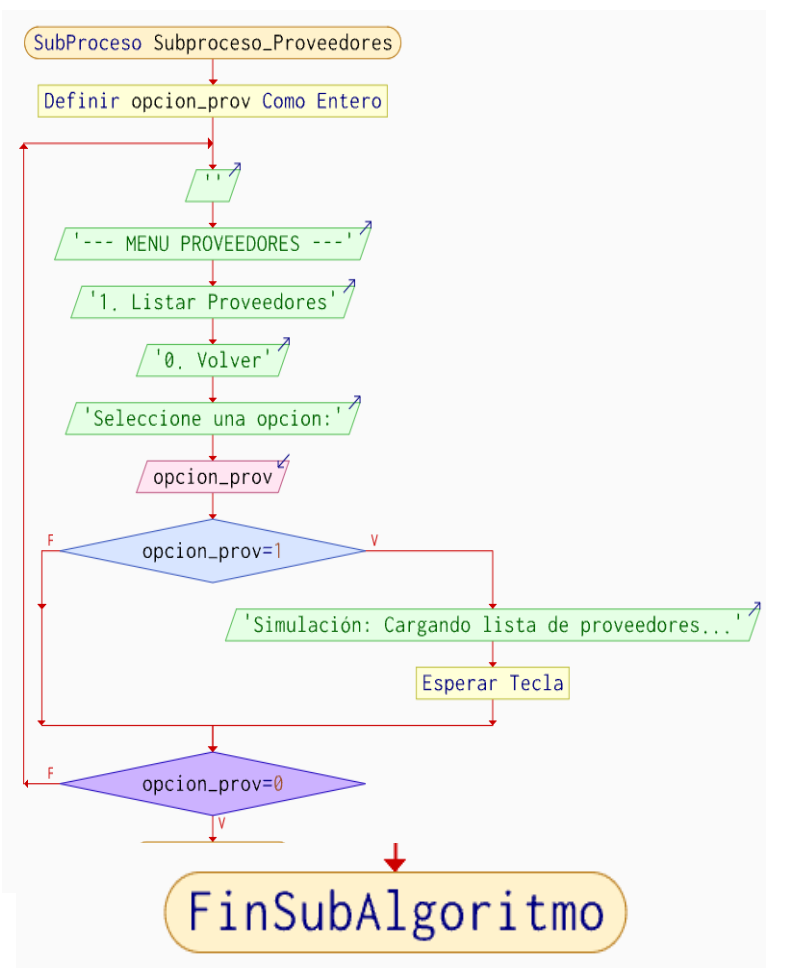 SubProceso Subproceso_Proveedores
Definir opcion_prov Como Entero
''
'--- MENU PROVEEDORES ---'
'1. Listar Proveedores'
'0. Volver'
'Seleccione una opcion:'
opcion_prov
F
opcion_prov=1
V
'Simulación: Cargando lista de proveedores...'
Esperar Tecla
F
opcion_prov=0
V
FinSubAlgoritmo